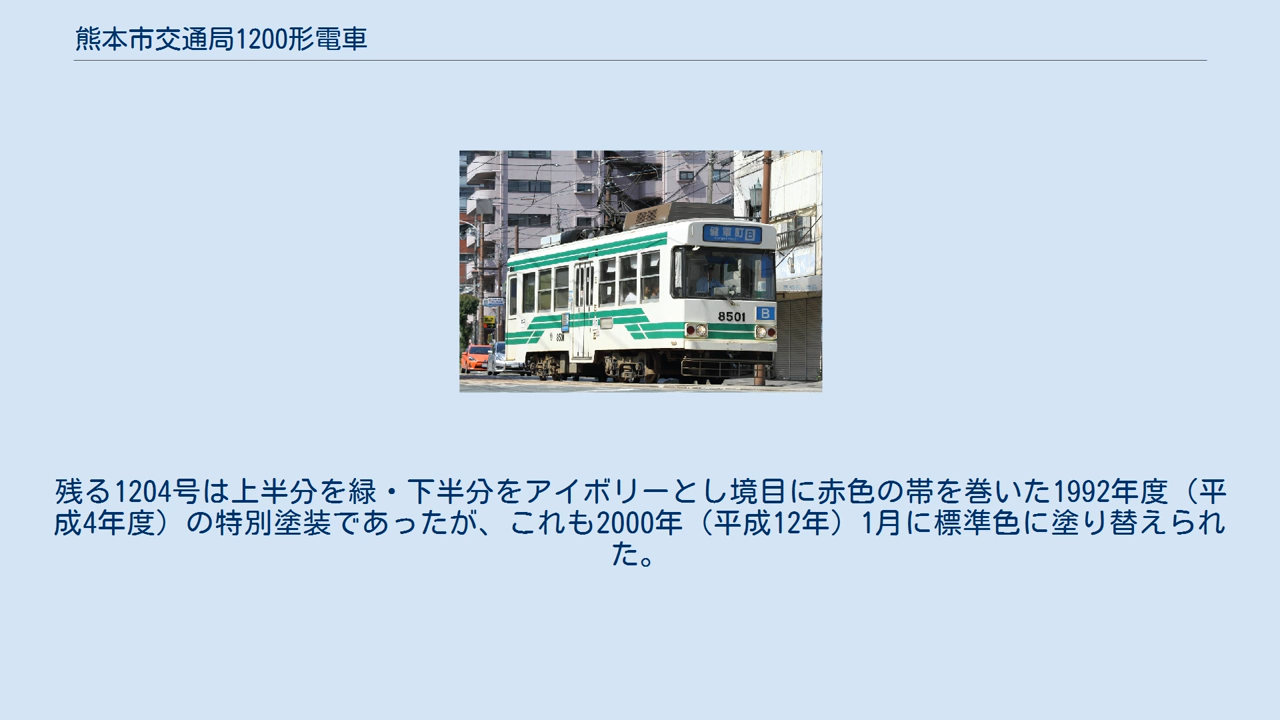 熊本市交通局1200形電車
健軍町B
8501
B
残る1204号は上半分を緑・下半分をアイボリーとし境目に赤色の帯を巻いた1992年度（平
成4年度）の特別塗装であったが、これも2000年（平成12年）1月に標準色に塗り替えられ
た。